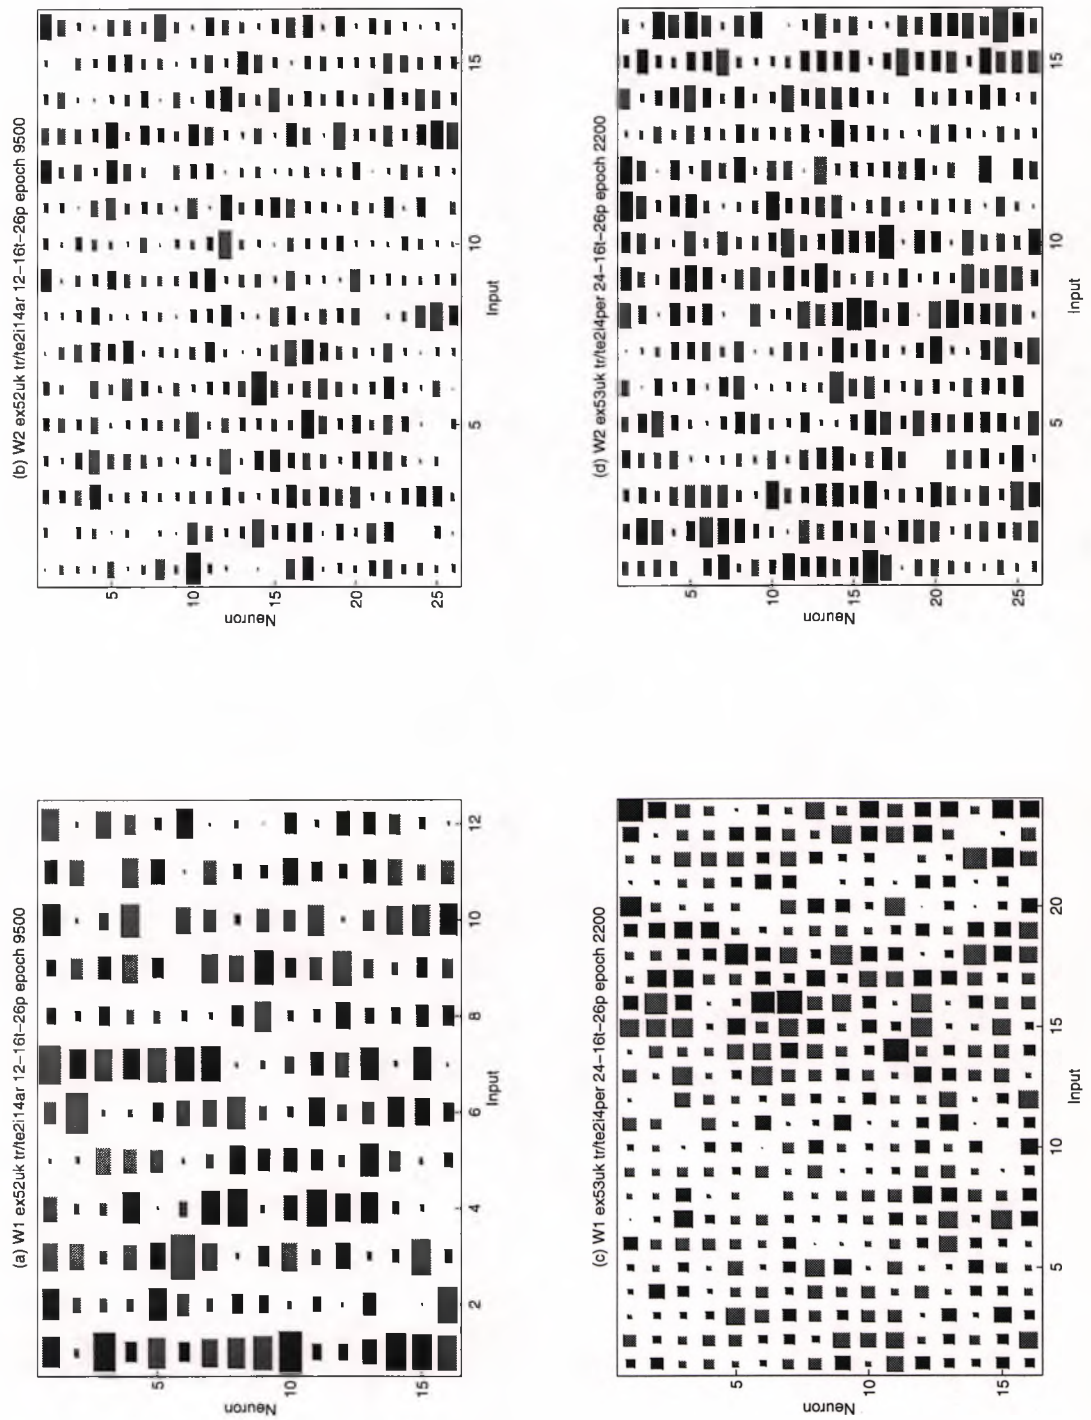 (a) W1 ex52uk tr/te2i14ar 12−16t−26p epoch 9500
5
10
15
Neuron
2
4
6
8
10
12
Input
(b) W2 ex52uk tr/te2i14ar 12−16t−26p epoch 9500
5
10
15
20
25
Neuron
5
10
15
Input
(c) W1 ex53uk tr/te2i4per 24−16t−26p epoch 2200
5
10
15
Neuron
5
10
15
20
Input
(d) W2 ex53uk tr/te2i4per 24−16t−26p epoch 2200
5
10
15
20
25
Neuron
5
10
15
Input